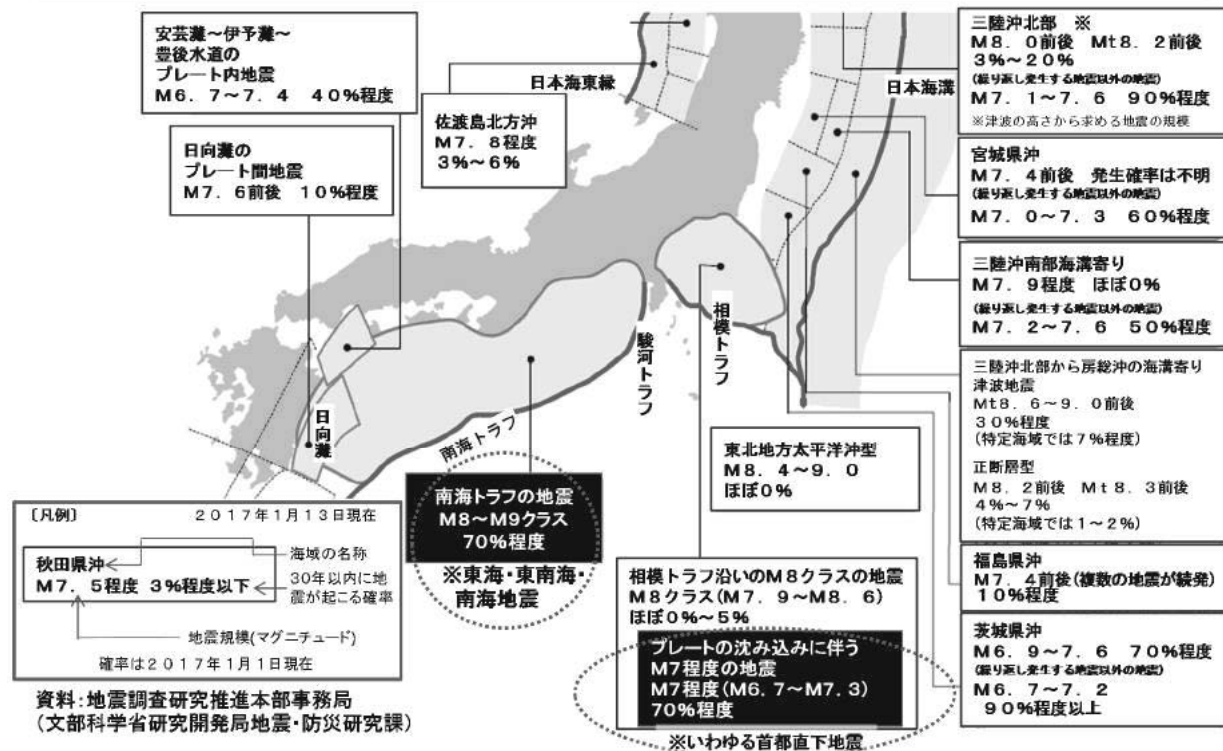 安芸灘～伊予灘～
豊後水道の
プレート内地震
M6．7～7．4　40%程度
日向灘の
プレート間地震
M7．6前後　10%程度
日本海東縁
佐渡島北方沖
M7．8程度
3%～6%
日本海溝
三陸沖北部　※
M8．0前後　Mt8．2前後
3%～20%
(繰り返し発生する地震以外の地震)
M7．1～7．6　90%程度
※津波の高さから求める地震の規模
宮城県沖
M7．4前後　発生確率は不明
(繰り返し発生する地震以外の地震)
M7．0～7．3　60%程度
三陸沖南部海溝寄り
M7．9程度　ほぼ0%
(繰り返し発生する地震以外の地震)
M7．2～7．6　50%程度
三陸沖北部から房総沖の海溝寄り
津波地震
Mt8．6～9．0前後
30%程度
(特定海域では7%程度)
正断層型
M8．2前後　Mt8．3前後
4%～7%
(特定海域では1～2%)
福島県沖
M7．4前後(複数の地震が続発)
10%程度
茨城県沖
M6．9～7．6　70%程度
(繰り返し発生する地震以外の地震)
M6．7～7．2
90%程度以上
相模トラフ
駿河トラフ
南海トラフ
日向灘
東北地方太平洋沖型
M8．4～9．0
ほぼ0%
南海トラフの地震
M8～M9クラス
70%程度
※東海・東南海・
南海地震
相模トラフ沿いのM8クラスの地震
M8クラス(M7．9～M8．6)
ほぼ0%～5%
プレートの沈み込みに伴う
M7程度の地震
M7程度(M6．7～M7．3)
70%程度
※いわゆる首都直下地震
〔凡例〕　2017年1月13日現在
秋田県沖
M7．5程度　3%程度以下
海域の名称
30年以内に地
震が起こる確率
地震規模(マグニチュード)
確率は2017年1月1日現在
資料：地震調査研究推進本部事務局
(文部科学省研究開発局地震・防災研究課)